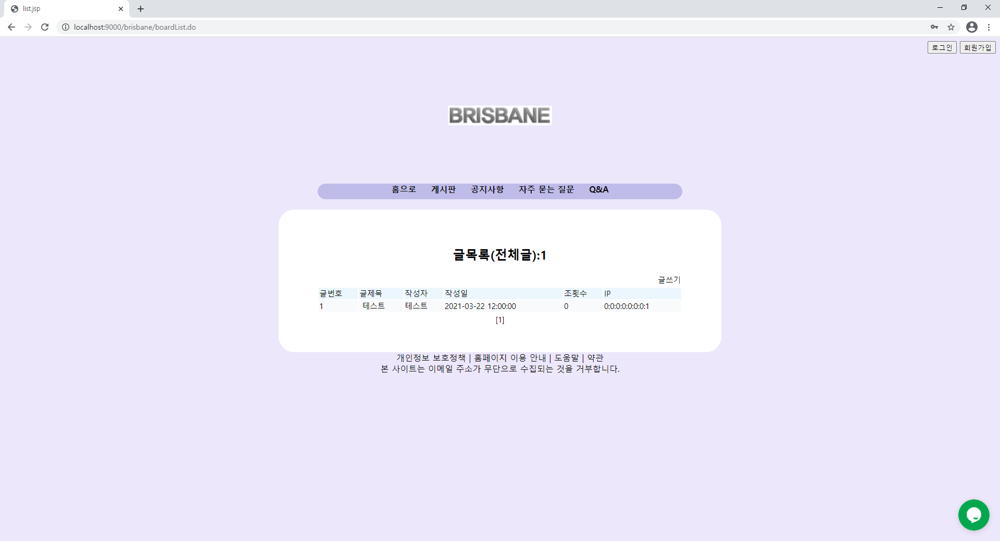 list.jsp
localhost:9000/brisbane/boardList.do
로그인 회원가입
BRISBANE
홈으로 게시판 공지사항 자주 묻는 질문 Q&A
글목록(전체글):1
글쓰기
글번호 글제목 작성자 작성일 조횟수 IP
1 테스트 테스트 2021-03-22 12:00:00 0 0:0:0:0:0:0:0:1
[1]
개인정보 보호정책 | 홈페이지 이용 안내 | 도움말 | 약관
본 사이트는 이메일 주소가 무단으로 수집되는 것을 거부합니다.